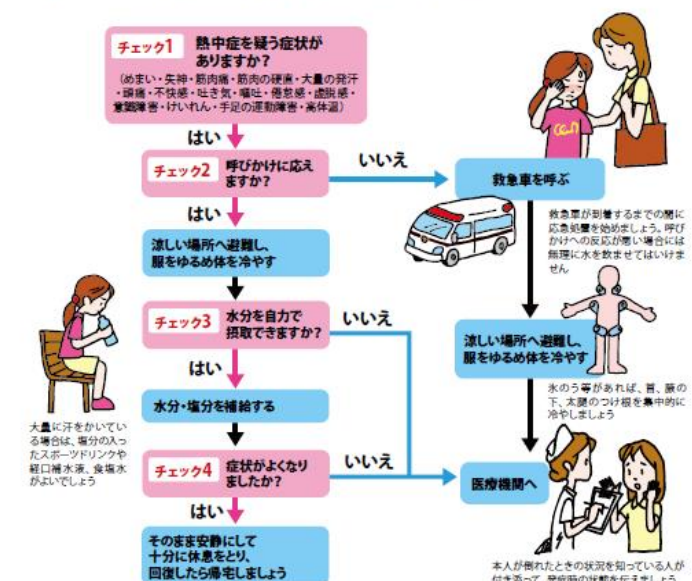 チェック1 熱中症を疑う症状が
ありますか？
（めまい・失神・筋肉痛・筋肉の硬直・大量の発汗
・頭痛・不快感・吐き気・嘔吐・倦怠感・虚脱感・
意識障害・けいれん・手足の運動障害・高体温）
はい
チェック2 呼びかけに応え
ますか？
いいえ
救急車を呼ぶ
はい
救急車が到着するまでの間に
応急処置を始めましょう。呼び
かけへの反応が悪い場合には
無理に水を飲ませてはいけま
せん
涼しい場所へ避難し、
服をゆるめ体を冷やす
チェック3 水分を自力で
摂取できますか？
いいえ
涼しい場所へ避難し、
服をゆるめ体を冷やす
はい
氷のう等があれば、首、腋の
下、太腿のつけ根を集中的に
冷やしましょう
水分・塩分を補給する
大量に汗をかいてい
る場合は、塩分の入っ
たスポーツドリンクや
経口補水液、食塩水
がよいでしょう
チェック4 症状がよくなり
ましたか？
いいえ
医療機関へ
はい
そのまま安静にして
十分に休息をとり、
回復したら帰宅しましょう
本人が倒れたときの状況を知っている人が
付き添って、発症時の状態を伝えましょう